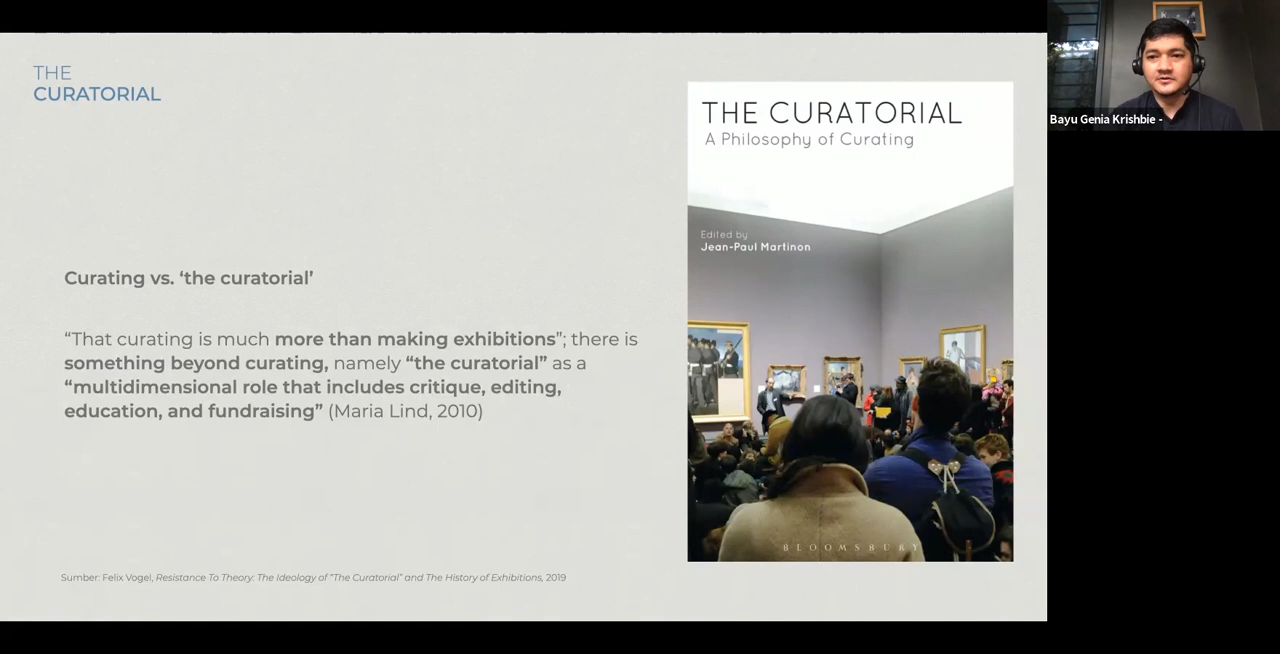 THE
CURATORIAL
Curating vs. ‘the curatorial’
“That curating is much more than making exhibitions”; there is
something beyond curating, namely “the curatorial” as a
“multidimensional role that includes critique, editing,
education, and fundraising” (Maria Lind, 2010)
Sumber: Felix Vogel, Resistance To Theory: The Ideology of “The Curatorial” and The History of Exhibitions, 2019
THE CURATORIAL
A Philosophy of Curating
Edited by
Jean-Paul Martinon
BLOOMSBURY
Bayu Genia Krishbie -